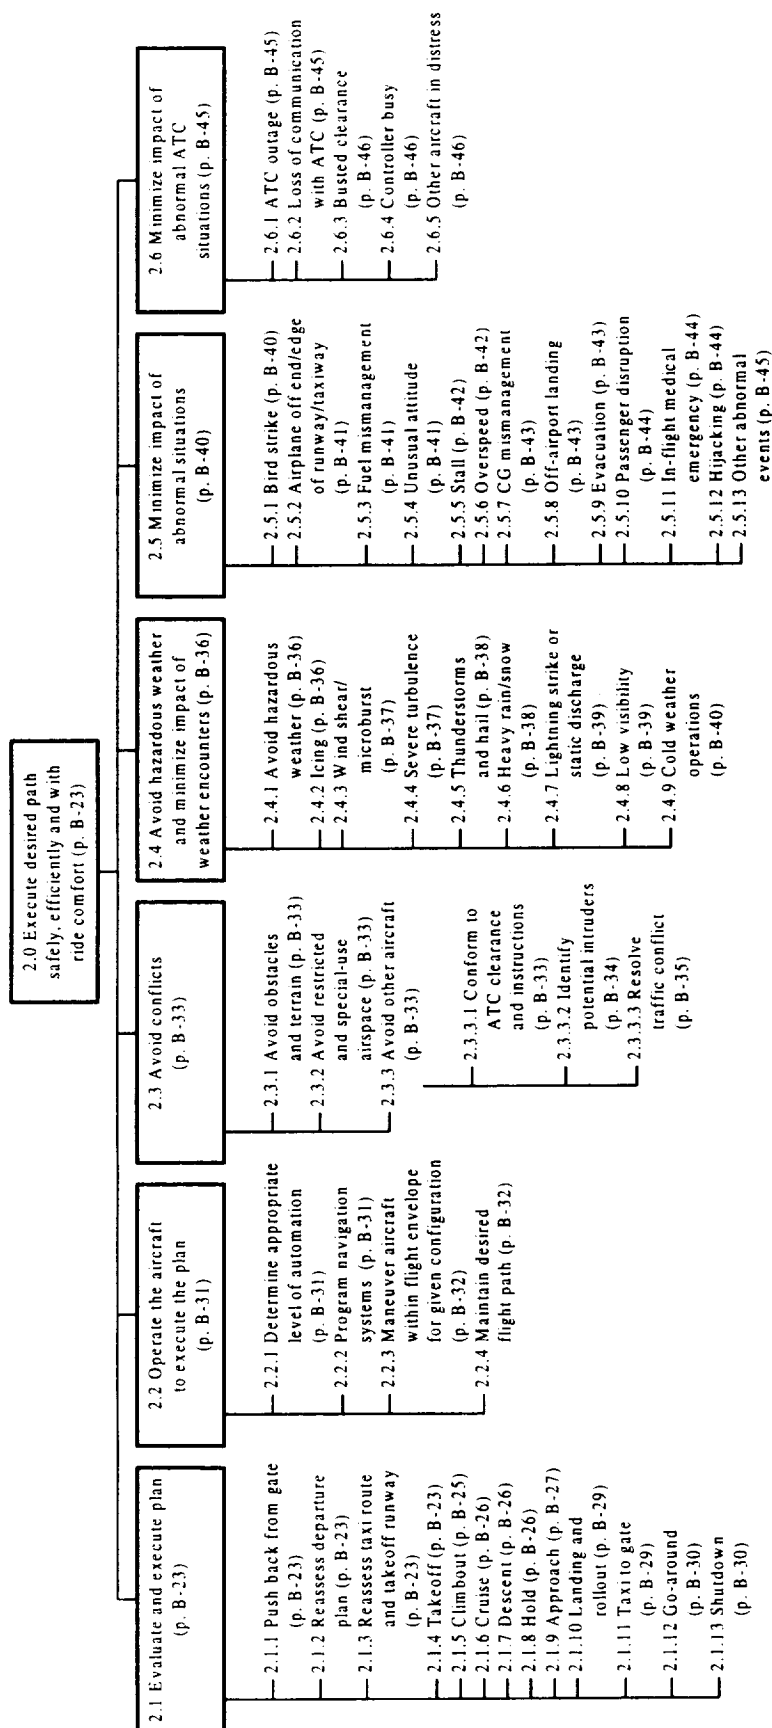 2.0 Execute desired path
safely, efficiently and with
ride comfort (p. B-23)
2.1 Evaluate and execute plan
(p. B-23)
2.1.1 Push back from gate
(p. B-23)
2.1.2 Reassess departure
plan (p. B-23)
2.1.3 Reassess taxi route
and takeoff runway
(p. B-23)
2.1.4 Takeoff (p. B-23)
2.1.5 Climbout (p. B-25)
2.1.6 Cruise (p. B-26)
2.1.7 Descent (p. B-26)
2.1.8 Hold (p. B-26)
2.1.9 Approach (p. B-27)
2.1.10 Landing and
rollout (p. B-29)
2.1.11 Taxi to gate
(p. B-29)
2.1.12 Go-around
(p. B-30)
2.1.13 Shutdown
(p. B-30)
2.2 Operate the aircraft
to execute the plan
(p. B-31)
2.2.1 Determine appropriate
level of automation
(p. B-31)
2.2.2 Program navigation
systems (p. B-31)
2.2.3 Maneuver aircraft
within flight envelope
for given configuration
(p. B-32)
2.2.4 Maintain desired
flight path (p. B-32)
2.3 Avoid conflicts
(p. B-33)
2.3.1 Avoid obstacles
and terrain (p. B-33)
2.3.2 Avoid restricted
and special-use
airspace (p. B-33)
2.3.3 Avoid other aircraft
(p. B-33)
2.3.3.1 Conform to
ATC clearance
and instructions
(p. B-33)
2.3.3.2 Identify
potential intruders
(p. B-34)
2.3.3.3 Resolve
traffic conflict
(p. B-35)
2.4 Avoid hazardous weather
and minimize impact of
weather encounters (p. B-36)
2.4.1 Avoid hazardous
weather (p. B-36)
2.4.2 Icing (p. B-36)
2.4.3 Wind shear/
microburst
(p. B-37)
2.4.4 Severe turbulence
(p. B-37)
2.4.5 Thunderstorms
and hail (p. B-38)
2.4.6 Heavy rain/snow
(p. B-38)
2.4.7 Lightning strike or
static discharge
(p. B-39)
2.4.8 Low visibility
(p. B-39)
2.4.9 Cold weather
operations
(p. B-40)
2.5 Minimize impact of
abnormal situations
(p. B-40)
2.5.1 Bird strike (p. B-40)
2.5.2 Airplane off end/edge
of runway/taxiway
(p. B-41)
2.5.3 Fuel mismanagement
(p. B-41)
2.5.4 Unusual attitude
(p. B-41)
2.5.5 Stall (p. B-42)
2.5.6 Overspeed (p. B-42)
2.5.7 CG mismanagement
(p. B-43)
2.5.8 Off-airport landing
(p. B-43)
2.5.9 Evacuation (p. B-43)
2.5.10 Passenger disruption
(p. B-44)
2.5.11 In-flight medical
emergency (p. B-44)
2.5.12 Hijacking (p. B-44)
2.5.13 Other abnormal
events (p. B-45)
2.6 Minimize impact of
abnormal ATC
situations (p. B-45)
2.6.1 ATC outage (p. B-45)
2.6.2 Loss of communication
with ATC (p. B-45)
2.6.3 Busted clearance
(p. B-46)
2.6.4 Controller busy
(p. B-46)
2.6.5 Other aircraft in distress
(p. B-46)